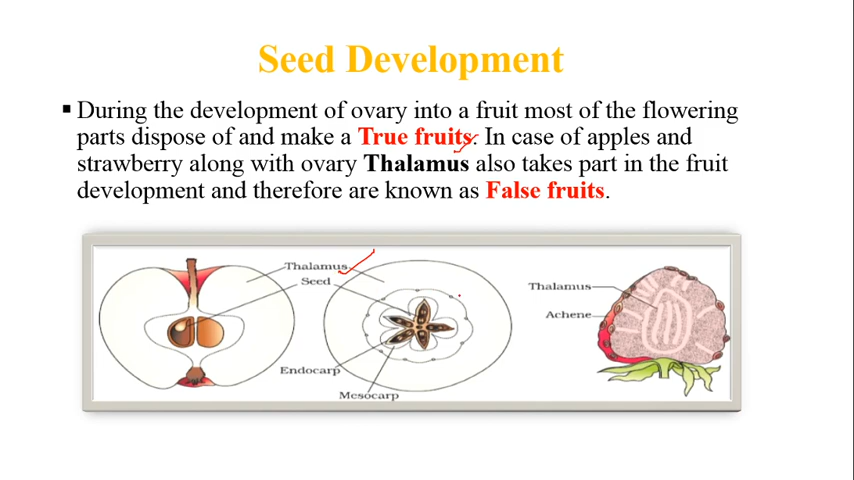 Seed Development
▪ During the development of ovary into a fruit most of the flowering
parts dispose of and make a True fruits. In case of apples and
strawberry along with ovary Thalamus also takes part in the fruit
development and therefore are known as False fruits.
Thalamus
Seed
Endocarp
Mesocarp
Thalamus
Achene